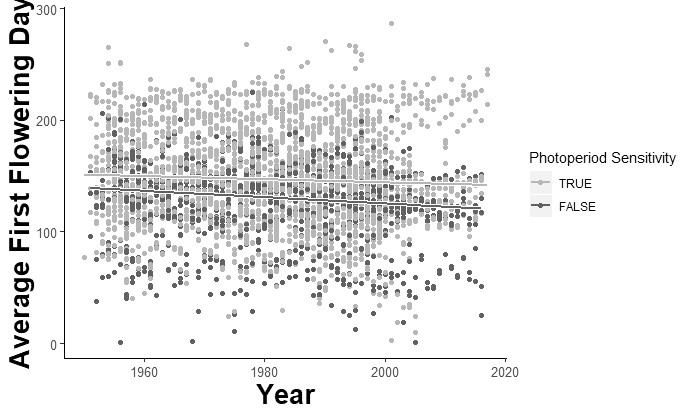 Average First Flowering Day
300
200
100
0
1960
1980
2000
2020
Year
Photoperiod Sensitivity
TRUE
FALSE